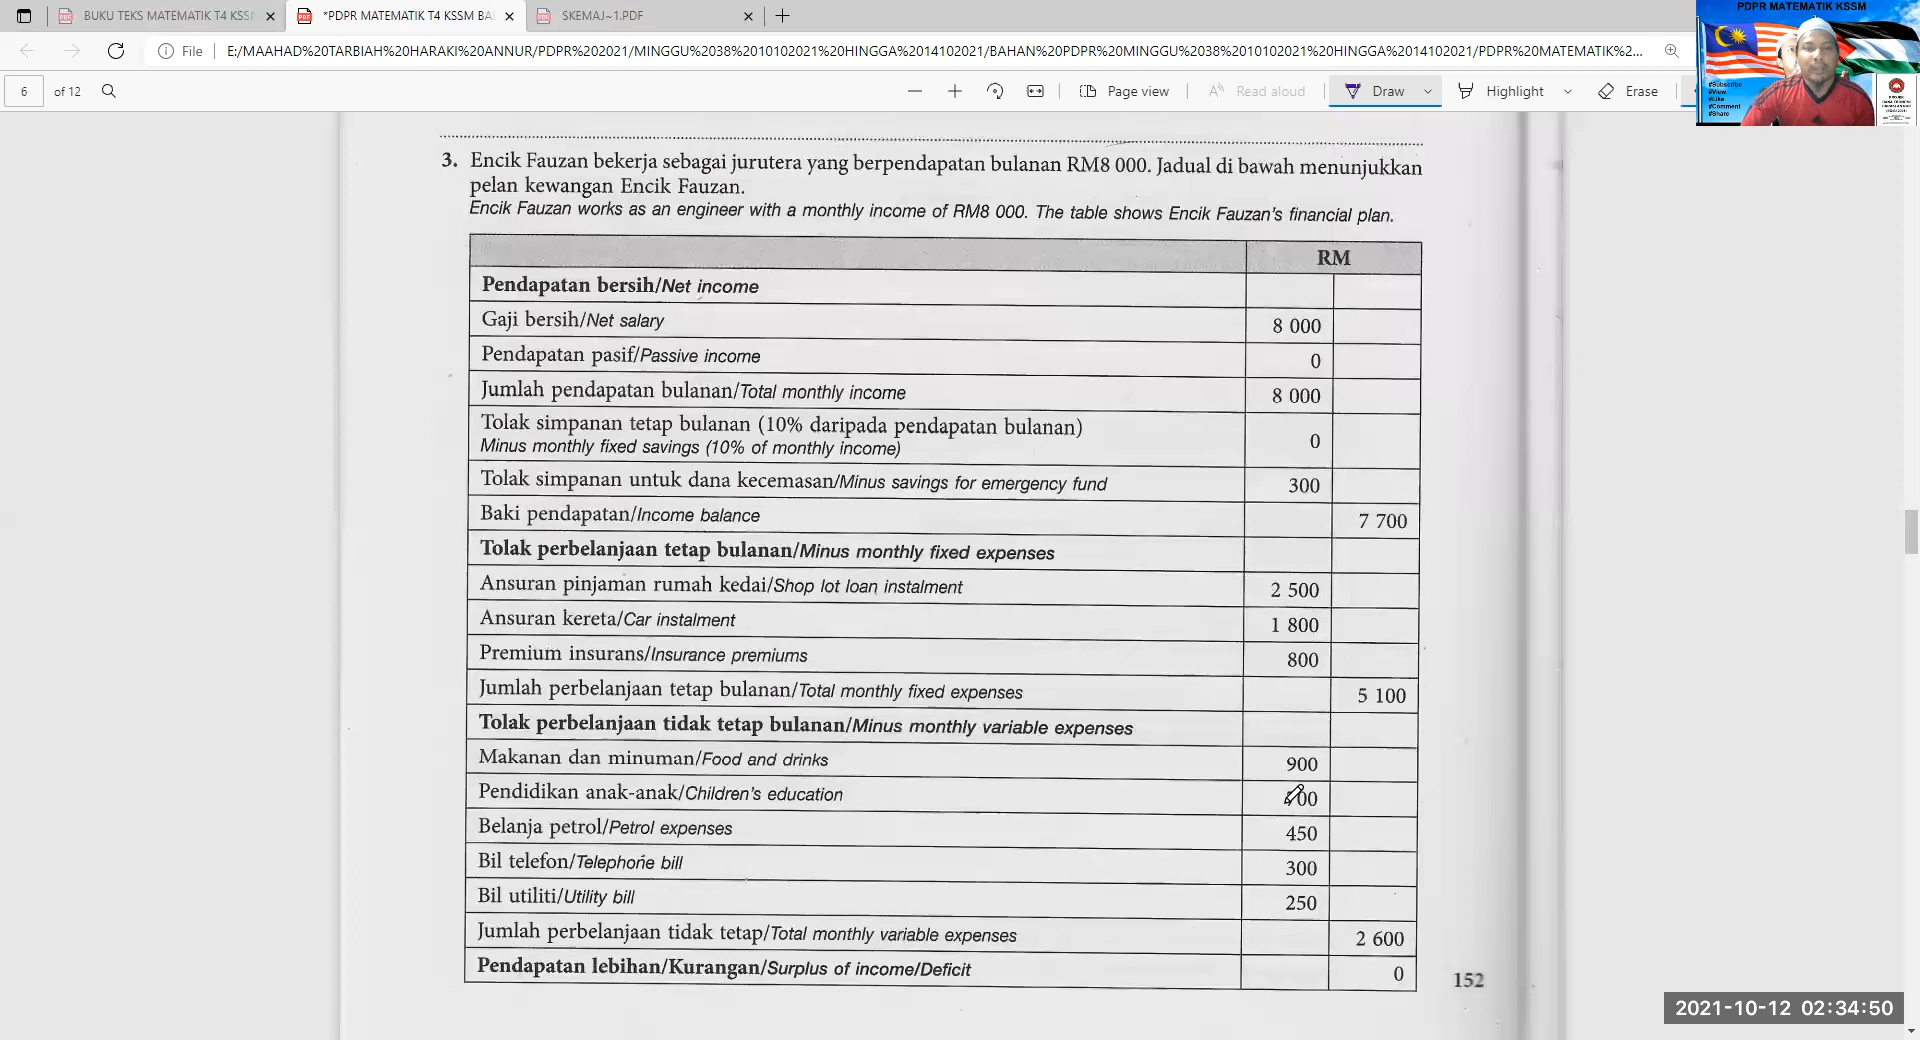 BUKU TEKS MATEMATIK T4 KSSM
*PDPR MATEMATIK T4 KSSM BA
SKEMAJ~1.PDF
File
E:/MAAHAD%20TARBIAH%20HARAKI%20ANNUR/PDPR%202021/MINGGU%2038%2010102021%20HINGGA%2014102021/BAHAN%20PDPR%20MINGGU%2038%2010102021%20HINGGA%2014102021/PDPR%20MATEMATIK%2...
6 of 12
Page view
Read aloud
Draw
Highlight
Erase
PDPR MATEMATIK KSSM
#Subscribe
#View
#Like
#Comment
#Share
3. Encik Fauzan bekerja sebagai jurutera yang berpendapatan bulanan RM8 000. Jadual di bawah menunjukkan
pelan kewangan Encik Fauzan.
Encik Fauzan works as an engineer with a monthly income of RM8 000. The table shows Encik Fauzan's financial plan.
RM
Pendapatan bersih/Net income
Gaji bersih/Net salary 8 000
Pendapatan pasif/Passive income 0
Jumlah pendapatan bulanan/Total monthly income 8 000
Tolak simpanan tetap bulanan (10% daripada pendapatan bulanan)
Minus monthly fixed savings (10% of monthly income) 0
Tolak simpanan untuk dana kecemasan/Minus savings for emergency fund 300
Baki pendapatan/Income balance 7 700
Tolak perbelanjaan tetap bulanan/Minus monthly fixed expenses
Ansuran pinjaman rumah kedai/Shop lot loan instalment 2 500
Ansuran kereta/Car instalment 1 800
Premium insurans/Insurance premiums 800
Jumlah perbelanjaan tetap bulanan/Total monthly fixed expenses 5 100
Tolak perbelanjaan tidak tetap bulanan/Minus monthly variable expenses
Makanan dan minuman/Food and drinks 900
Pendidikan anak-anak/Children's education
Belanja petrol/Petrol expenses 450
Bil telefon/Telephone bill 300
Bil utiliti/Utility bill 250
Jumlah perbelanjaan tidak tetap/Total monthly variable expenses 2 600
Pendapatan lebihan/Kurangan/Surplus of income/Deficit 0
152
2021-10-12 02:34:50